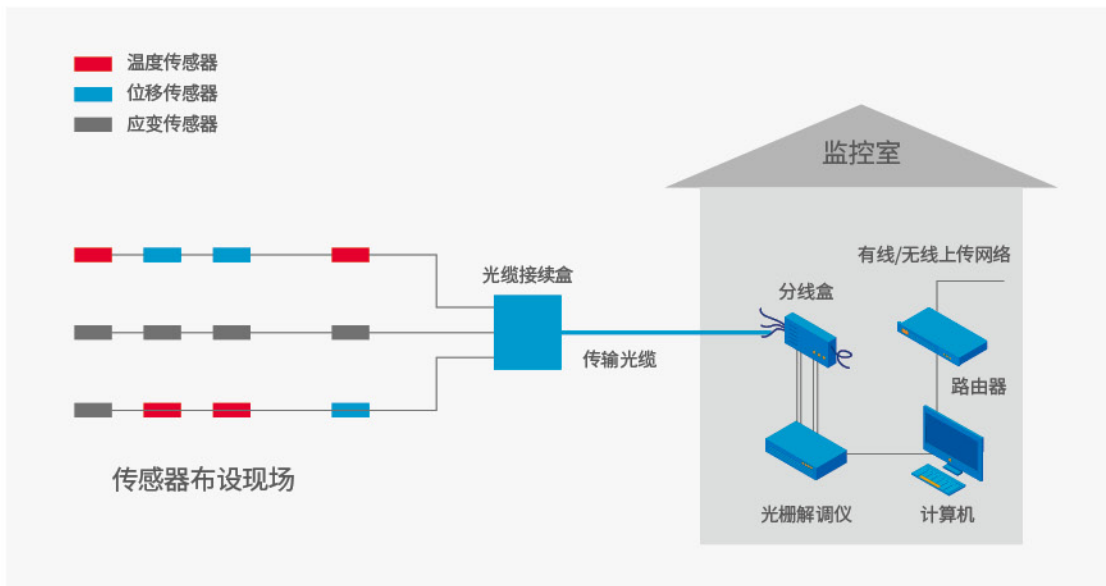 温度传感器
位移传感器
应变传感器
监控室
有线/无线上传网络
光缆接续盒
分线盒
传输光缆
路由器
传感器布设现场
光栅解调仪
计算机